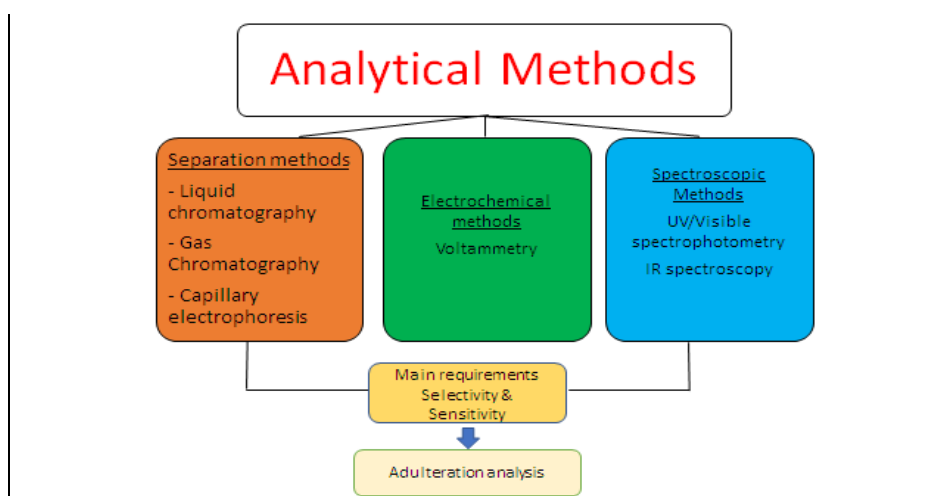 Analytical Methods
Separation methods
- Liquid
chromatography
- Gas
Chromatography
- Capillary
electrophoresis
Electrochemical
methods
Voltammetry
Spectroscopic
Methods
UV/Visible
spectrophotometry
IR spectroscopy
Main requirements
Selectivity &
Sensitivity
Adulteration analysis